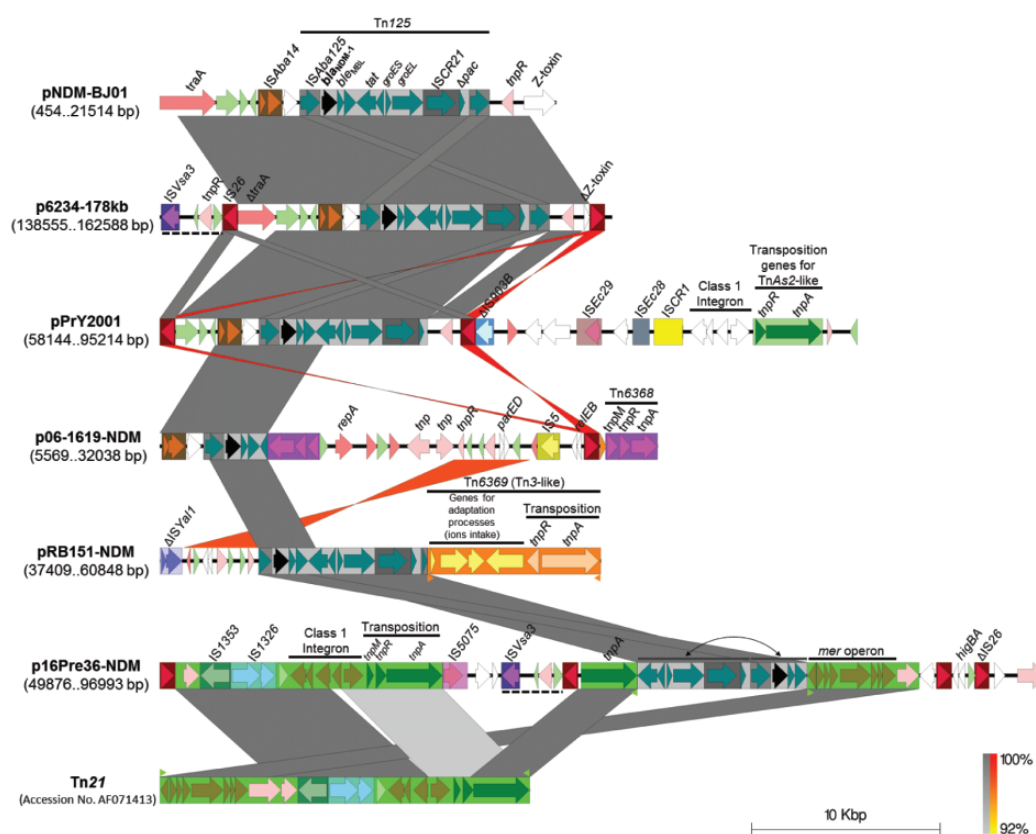 Tn125
traA
ISAba14
ISAba125
blaNDM-1
bleMBL
tat
groES
groEL
ISCR21
Δpac
tnpR
Z-toxin
pNDM-BJ01
(454..21514 bp)
ISVsa3
tnpR
IS26
ΔtraA
ΔZ-toxin
p6234-178kb
(138555..162588 bp)
ΔISP03B
ISEc29
ISEc28
ISCR1
Class 1
Integron
Transposition
genes for
TnAs2-like
tnpR
tnpA
pPrY2001
(58144..95214 bp)
repA
tnp
tnp
tnpR
parED
IS5
relEB
Tn6368
tnpM
tnpR
tnpA
p06-1619-NDM
(5569..32038 bp)
ΔISYal1
Tn6369 (Tn3-like)
Genes for
adaptation
processes
(ions intake)
Transposition
tnpR
tnpA
pRB151-NDM
(37409..60848 bp)
IS1353
IS1326
Class 1
Integron
Transposition
tnpM
tnpR
tnpA
IS5075
ISVsa3
tnpA
mer operon
higBA
ΔIS26
p16Pre36-NDM
(49876..96993 bp)
Tn21
(Accession No. AF071413)
100%
92%
10 Kbp